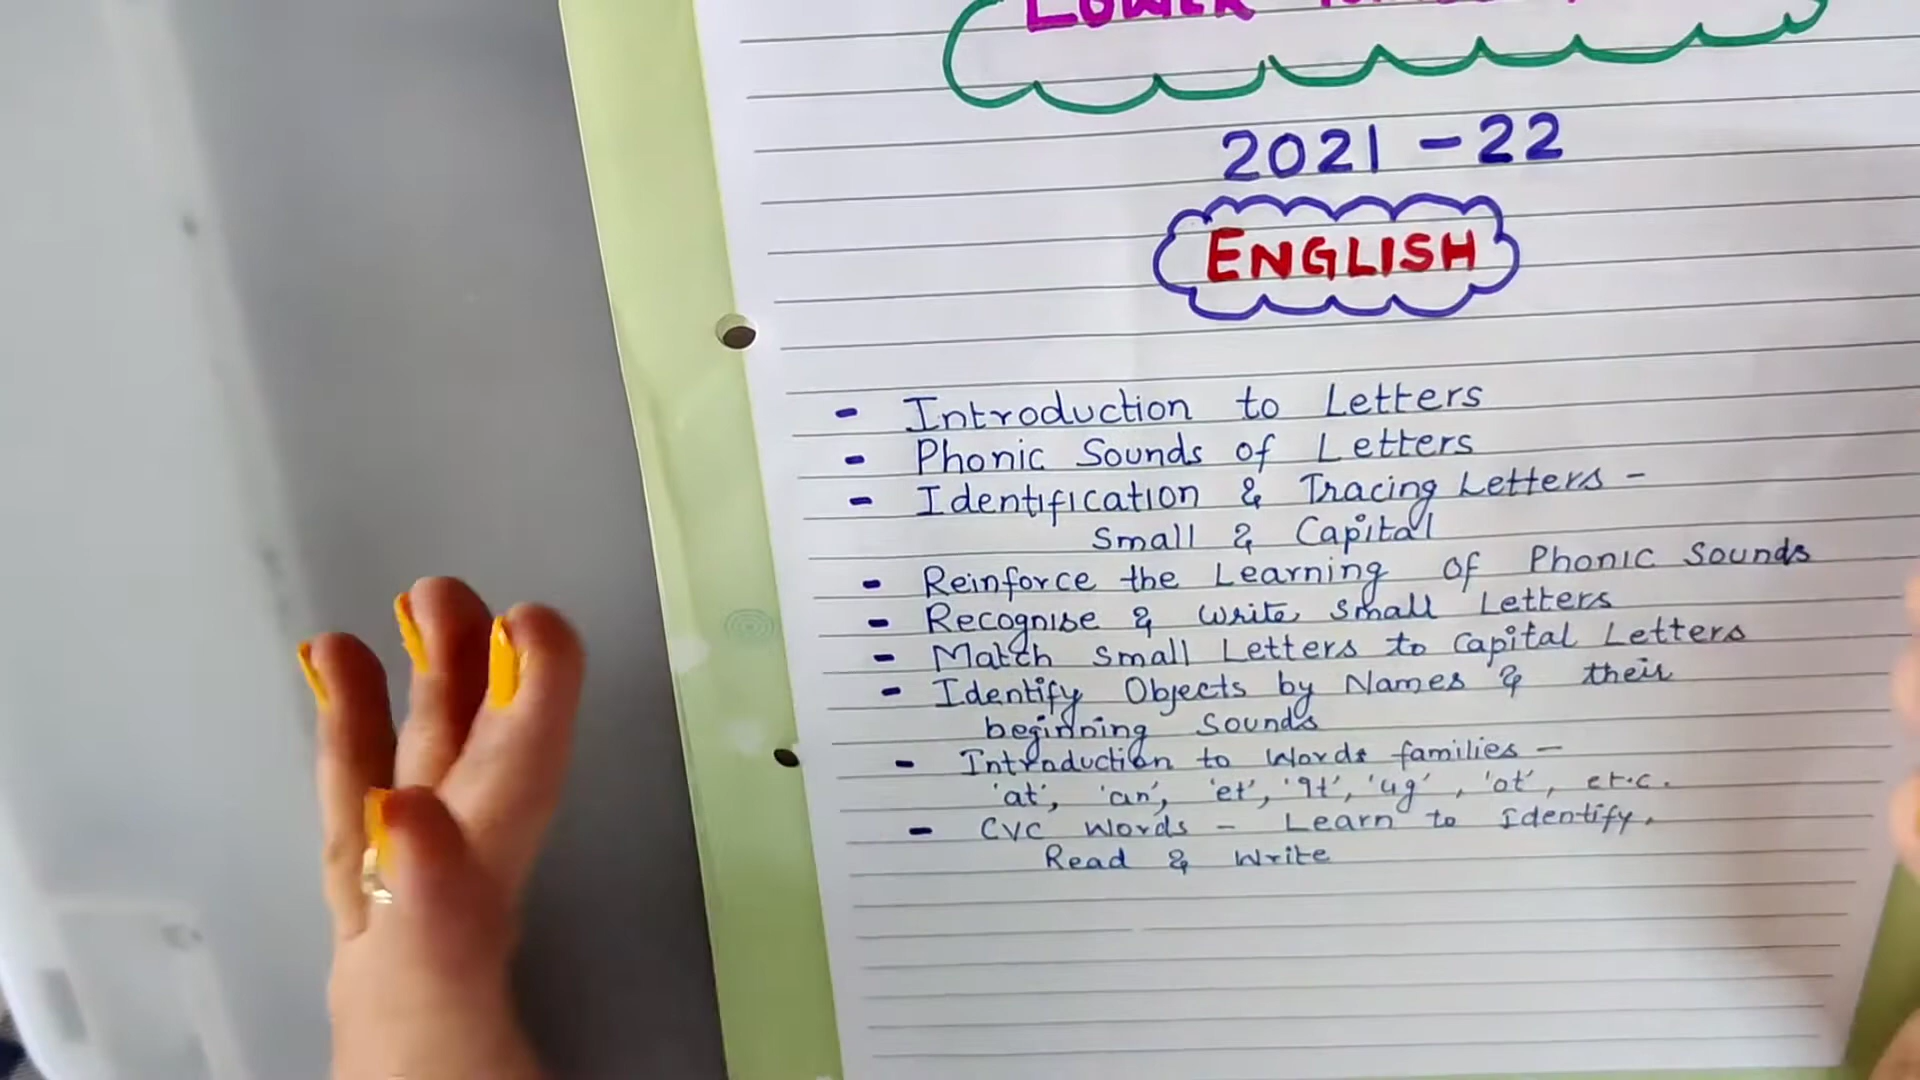 LOWER
2021-22
ENGLISH
- Introduction to Letters
- Phonic Sounds of Letters
- Identification & Tracing Letters -
Small & Capital
- Reinforce the Learning of Phonic Sounds
- Recognise & Write Small Letters
- Match Small Letters to Capital Letters
- Identify Objects by Names & their
beginning Sounds
- Introduction to Words families -
'at', 'an', 'et', 'it', 'ug', 'ot', etc.
- CVC Words - Learn to Identify,
Read & Write